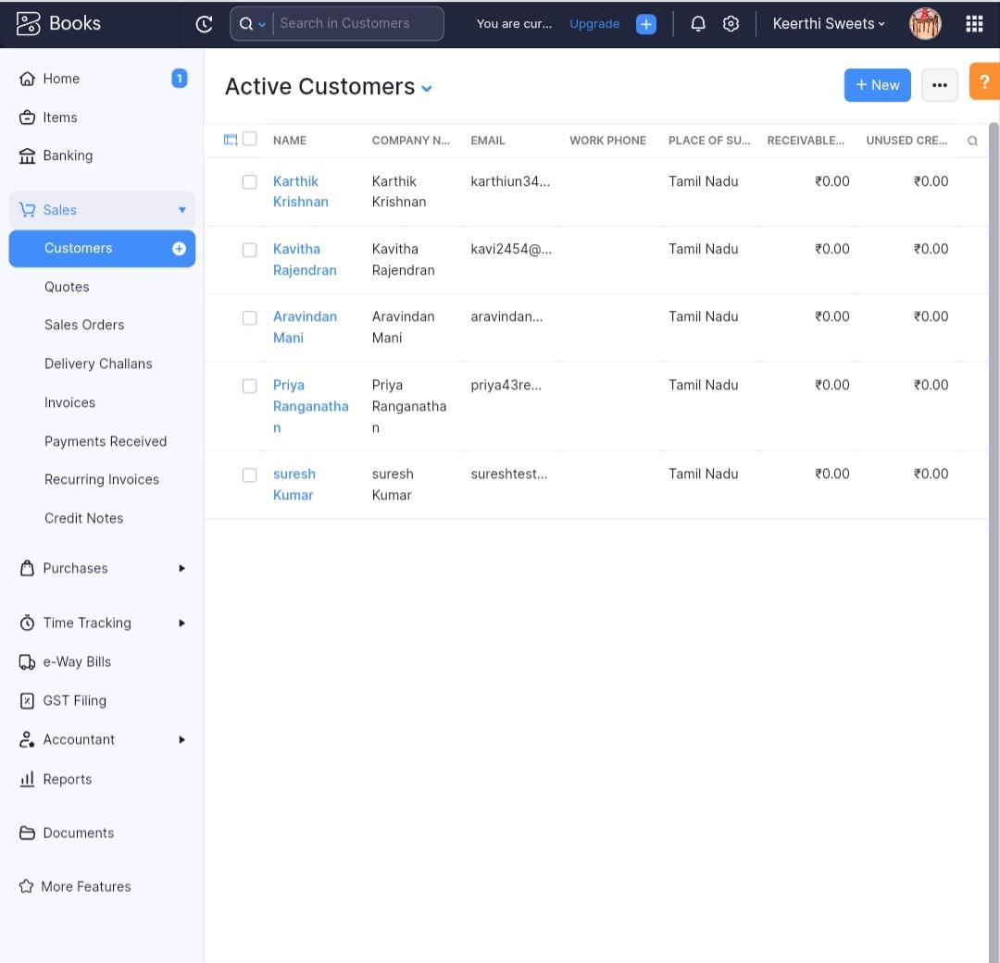 Books
Search in Customers
You are cur...
Upgrade
Keerthi Sweets
Home
1
Items
Banking
Sales
Customers
Quotes
Sales Orders
Delivery Challans
Invoices
Payments Received
Recurring Invoices
Credit Notes
Purchases
Time Tracking
e-Way Bills
GST Filing
Accountant
Reports
Documents
More Features
Active Customers
+ New
?
NAME COMPANY N... EMAIL WORK PHONE PLACE OF SU... RECEIVABLE... UNUSED CRE...
Karthik Karthik karthiun34... Tamil Nadu ₹0.00 ₹0.00
Krishnan Krishnan
Kavitha Kavitha kavi2454@... Tamil Nadu ₹0.00 ₹0.00
Rajendran Rajendran
Aravindan Aravindan aravindan... Tamil Nadu ₹0.00 ₹0.00
Mani Mani
Priya Priya priya43re... Tamil Nadu ₹0.00 ₹0.00
Ranganatha Ranganatha
n n
suresh suresh sureshtest... Tamil Nadu ₹0.00 ₹0.00
Kumar Kumar